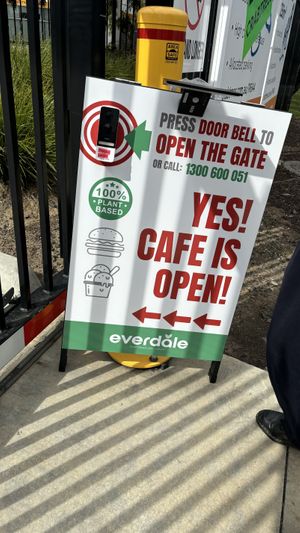 PRESS DOOR BELL TO
OPEN THE GATE
OR CALL: 1300 600 051
100%
PLANT
BASED
YES!
CAFE IS
OPEN!
everdale